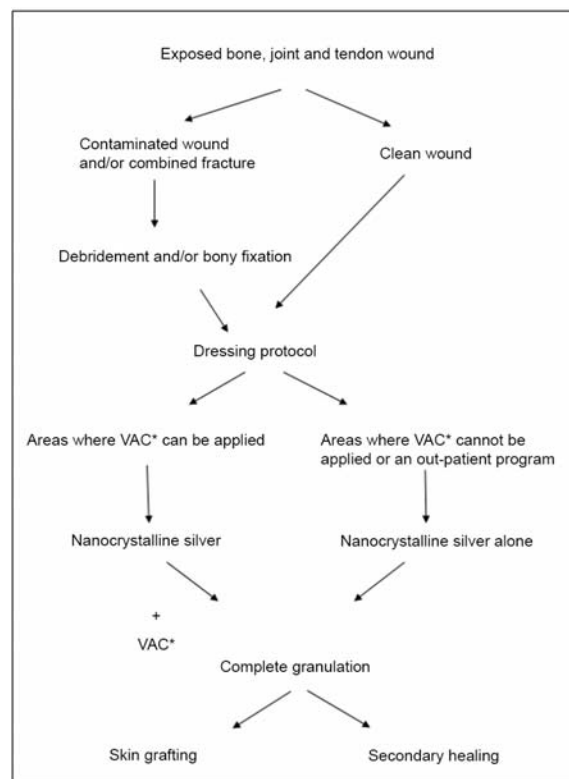 Exposed bone, joint and tendon wound
Contaminated wound
and/or combined fracture
Clean wound
Debridement and/or bony fixation
Dressing protocol
Areas where VAC* can be applied
Areas where VAC* cannot be
applied or an out-patient program
Nanocrystalline silver
Nanocrystalline silver alone
+
VAC*
Complete granulation
Skin grafting
Secondary healing